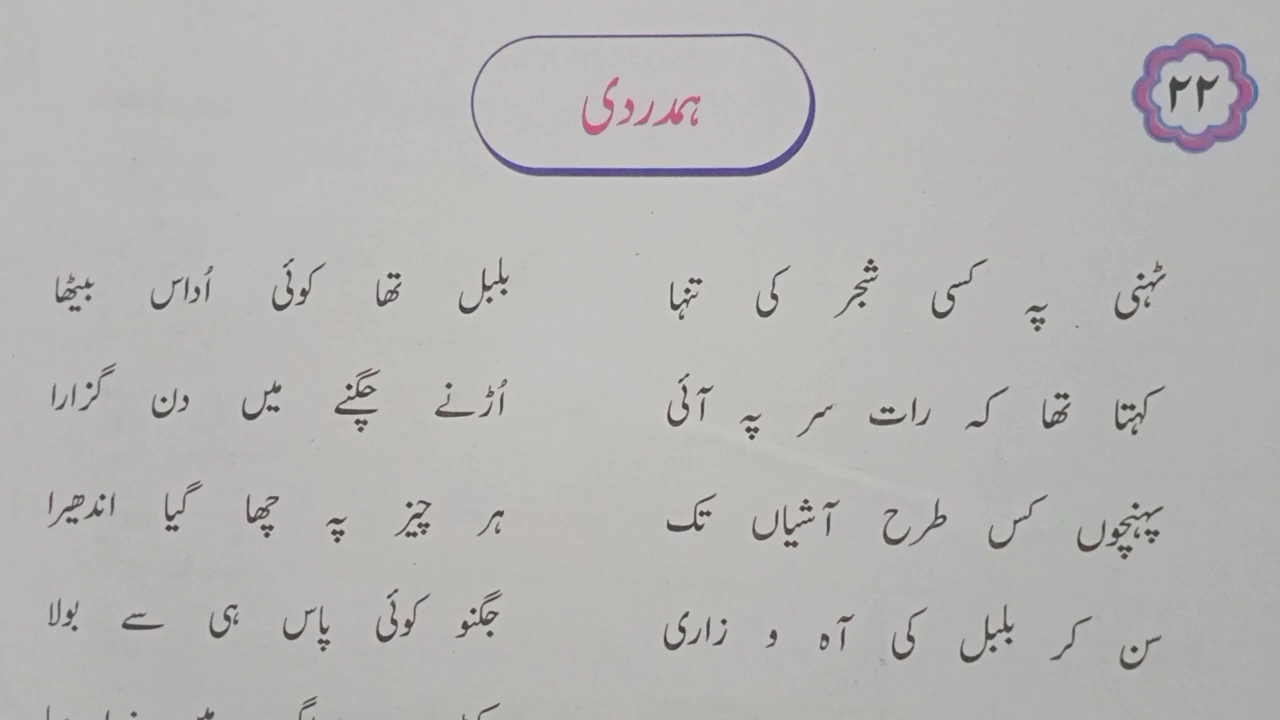 ۲۲
ہمدردی
ٹہنی پہ کسی شجر کی تنہا بلبل تھا کوئی اُداس بیٹھا
کہتا تھا کہ رات سر پہ آئی اُڑنے چگنے میں دن گزارا
پہنچوں کس طرح آشیاں تک ہر چیز پہ چھا گیا اندھیرا
سن کر بلبل کی آہ و زاری جگنو کوئی پاس ہی سے بولا